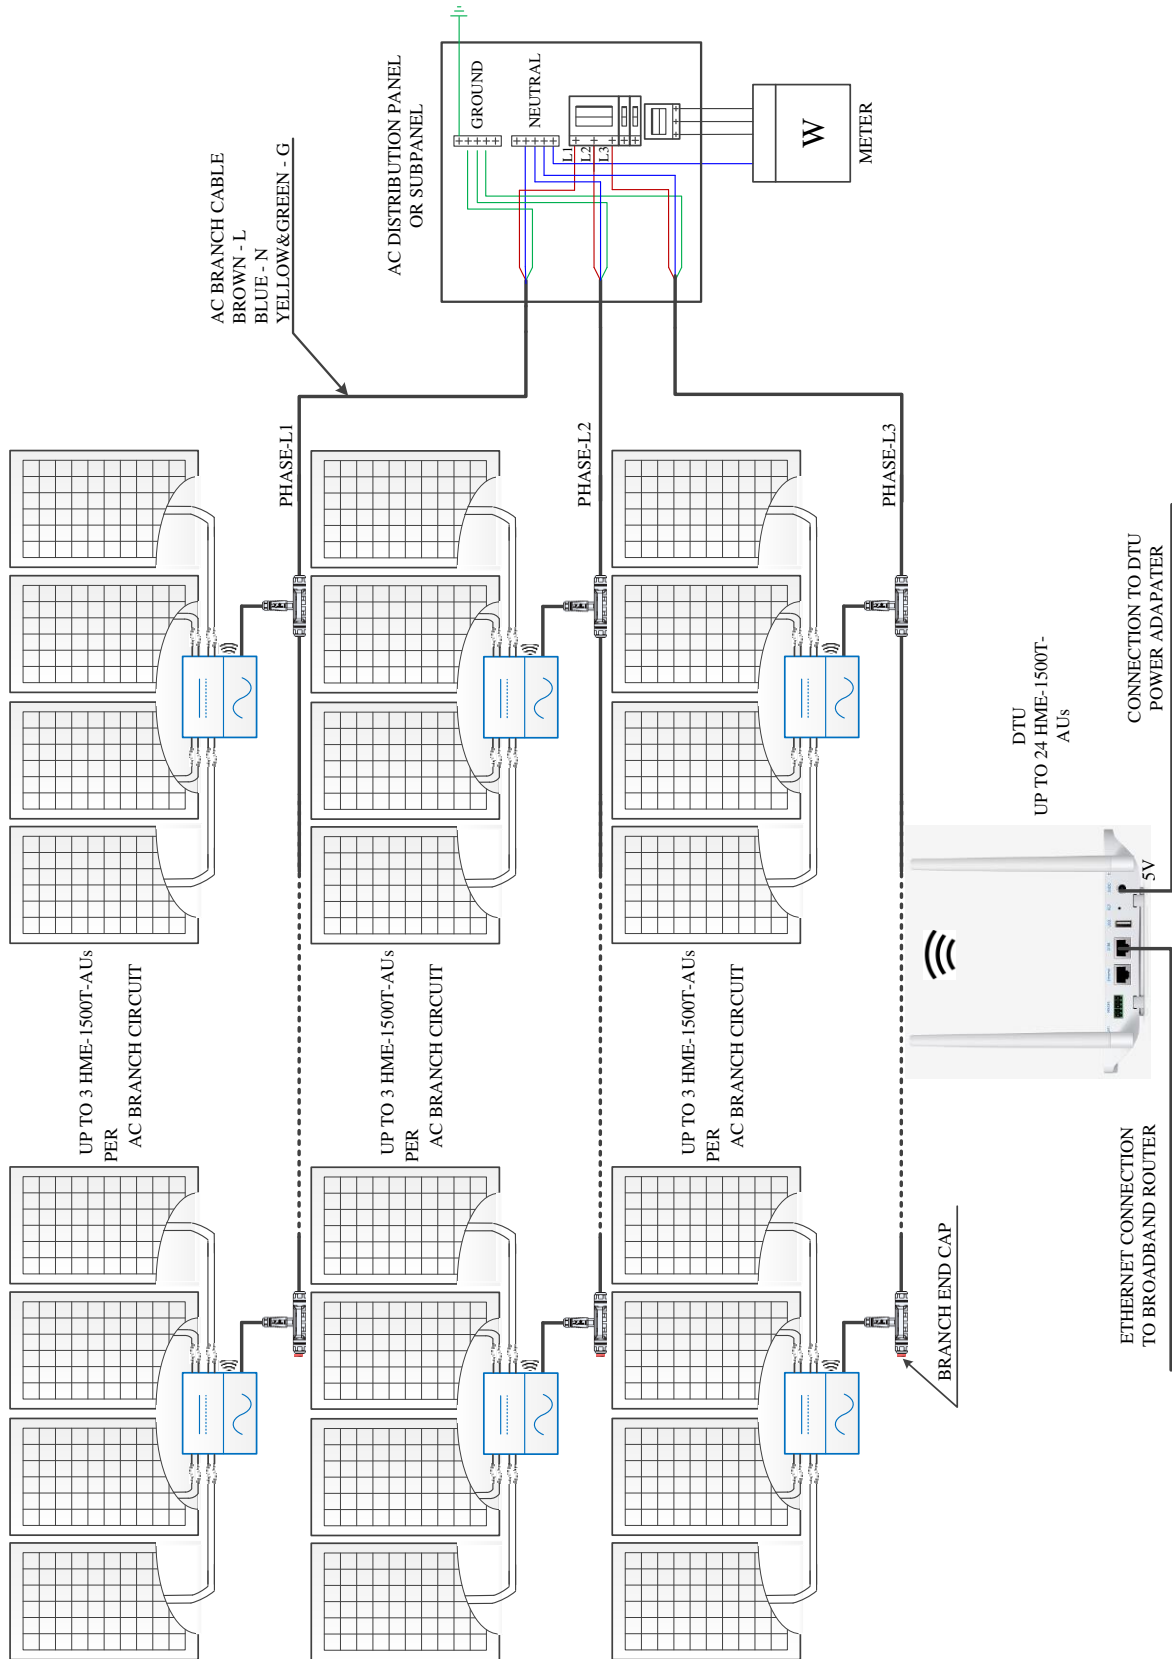 AC BRANCH CABLE
BROWN - L
BLUE - N
YELLOW&GREEN - G
AC DISTRIBUTION PANEL
OR SUBPANEL
GROUND
NEUTRAL
L1
L2
L3
W
METER
PHASE-L1
PHASE-L2
PHASE-L3
UP TO 3 HME-1500T-AUs
PER
AC BRANCH CIRCUIT
UP TO 3 HME-1500T-AUs
PER
AC BRANCH CIRCUIT
UP TO 3 HME-1500T-AUs
PER
AC BRANCH CIRCUIT
DTU
UP TO 24 HME-1500T-
AUs
CONNECTION TO DTU
POWER ADAPATER
5V
BRANCH END CAP
ETHERNET CONNECTION
TO BROADBAND ROUTER